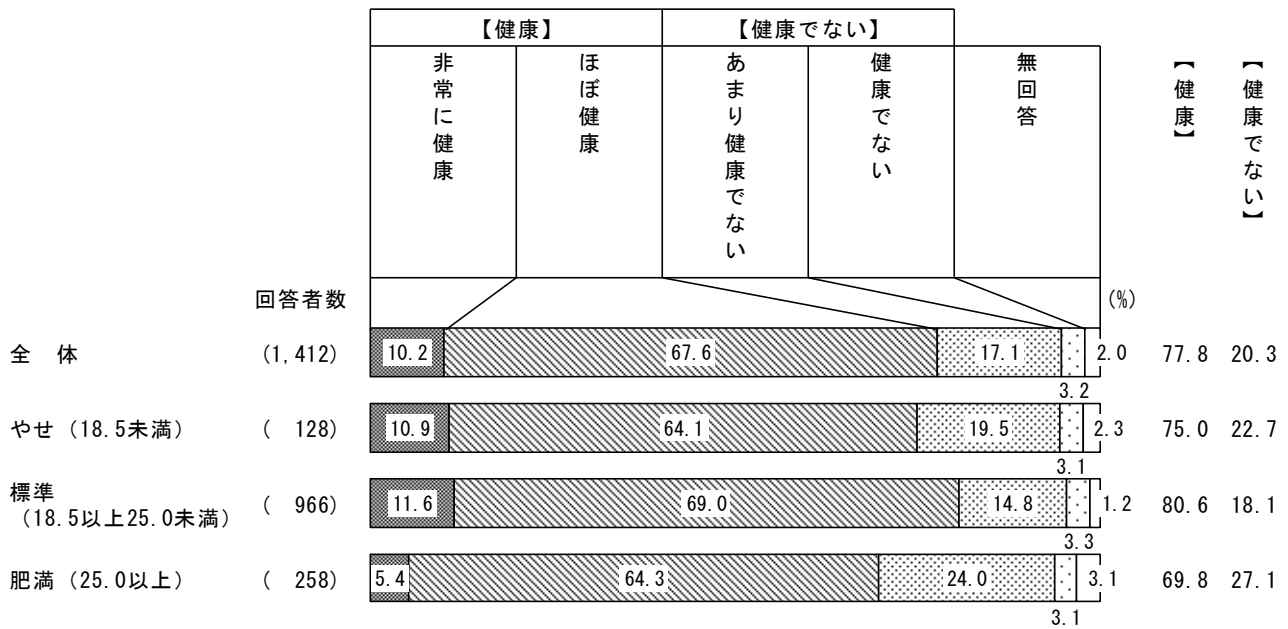 【健康】 【健康でない】
非常に健康 ほぼ健康 あまり健康でない 健康でない 無回答 【健康】 【健康でない】
回答者数 (%)
全 体 (1,412) 10.2 67.6 17.1 2.0 77.8 20.3
3.2
やせ（18.5未満） ( 128) 10.9 64.1 19.5 2.3 75.0 22.7
3.1
標準
（18.5以上25.0未満） ( 966) 11.6 69.0 14.8 1.2 80.6 18.1
3.3
肥満（25.0以上） ( 258) 5.4 64.3 24.0 3.1 69.8 27.1
3.1